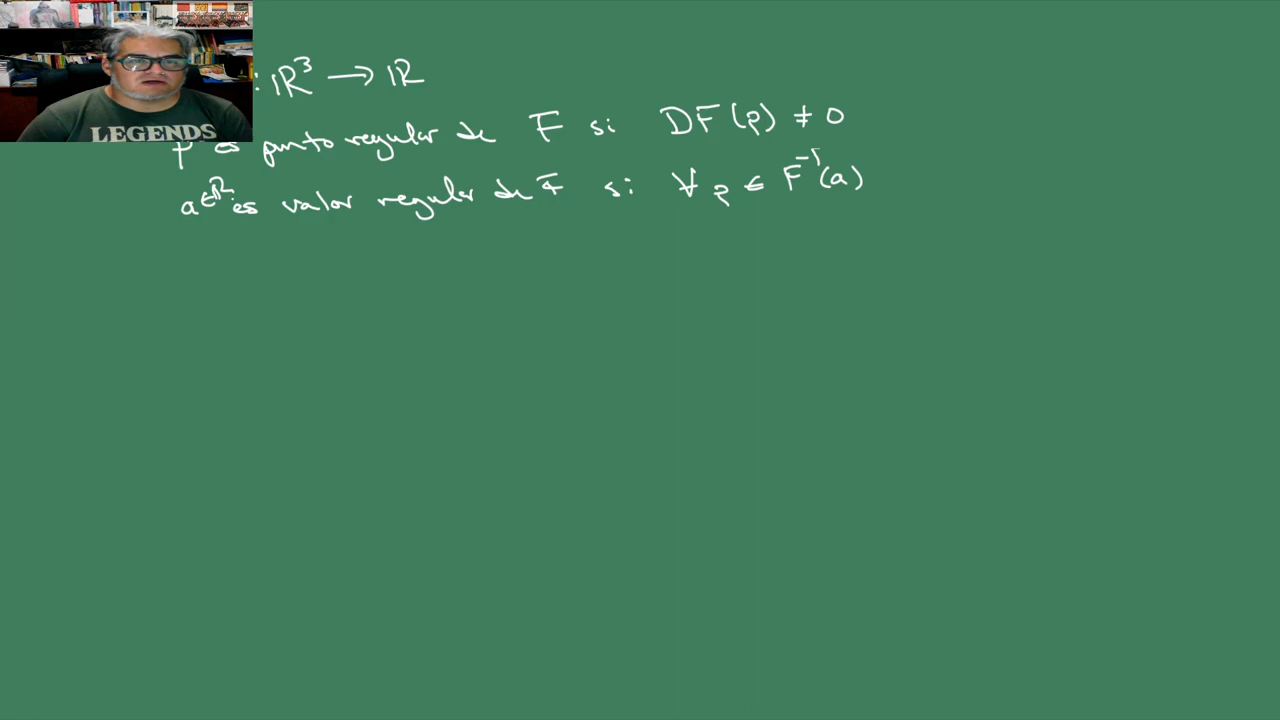 LEGENDS
: ℝ³ → ℝ
p es punto regular de F si DF(p) ≠ 0
a∈ℝ es valor regular de F si ∀ p ∈ F⁻¹(a)